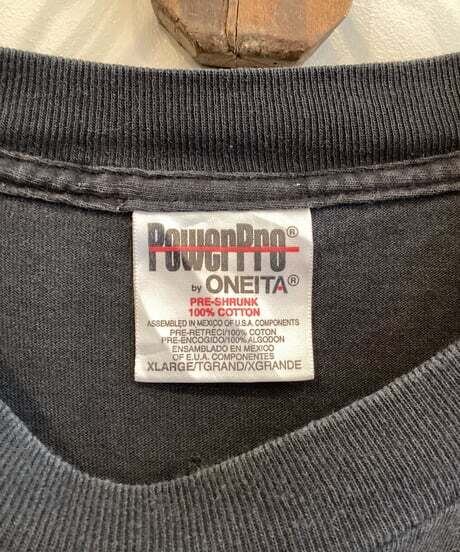 PowerPro®
by ONEITA®
PRE-SHRUNK
100% COTTON
ASSEMBLED IN MEXICO OF U.S.A. COMPONENTS
PRE-RETRECI/100% COTON
PRE-ENCOGIDO/100% ALGODON
ENSAMBLADO EN MEXICO
OF E.U.A. COMPONENTES
XLARGE/TGRAND/XGRANDE